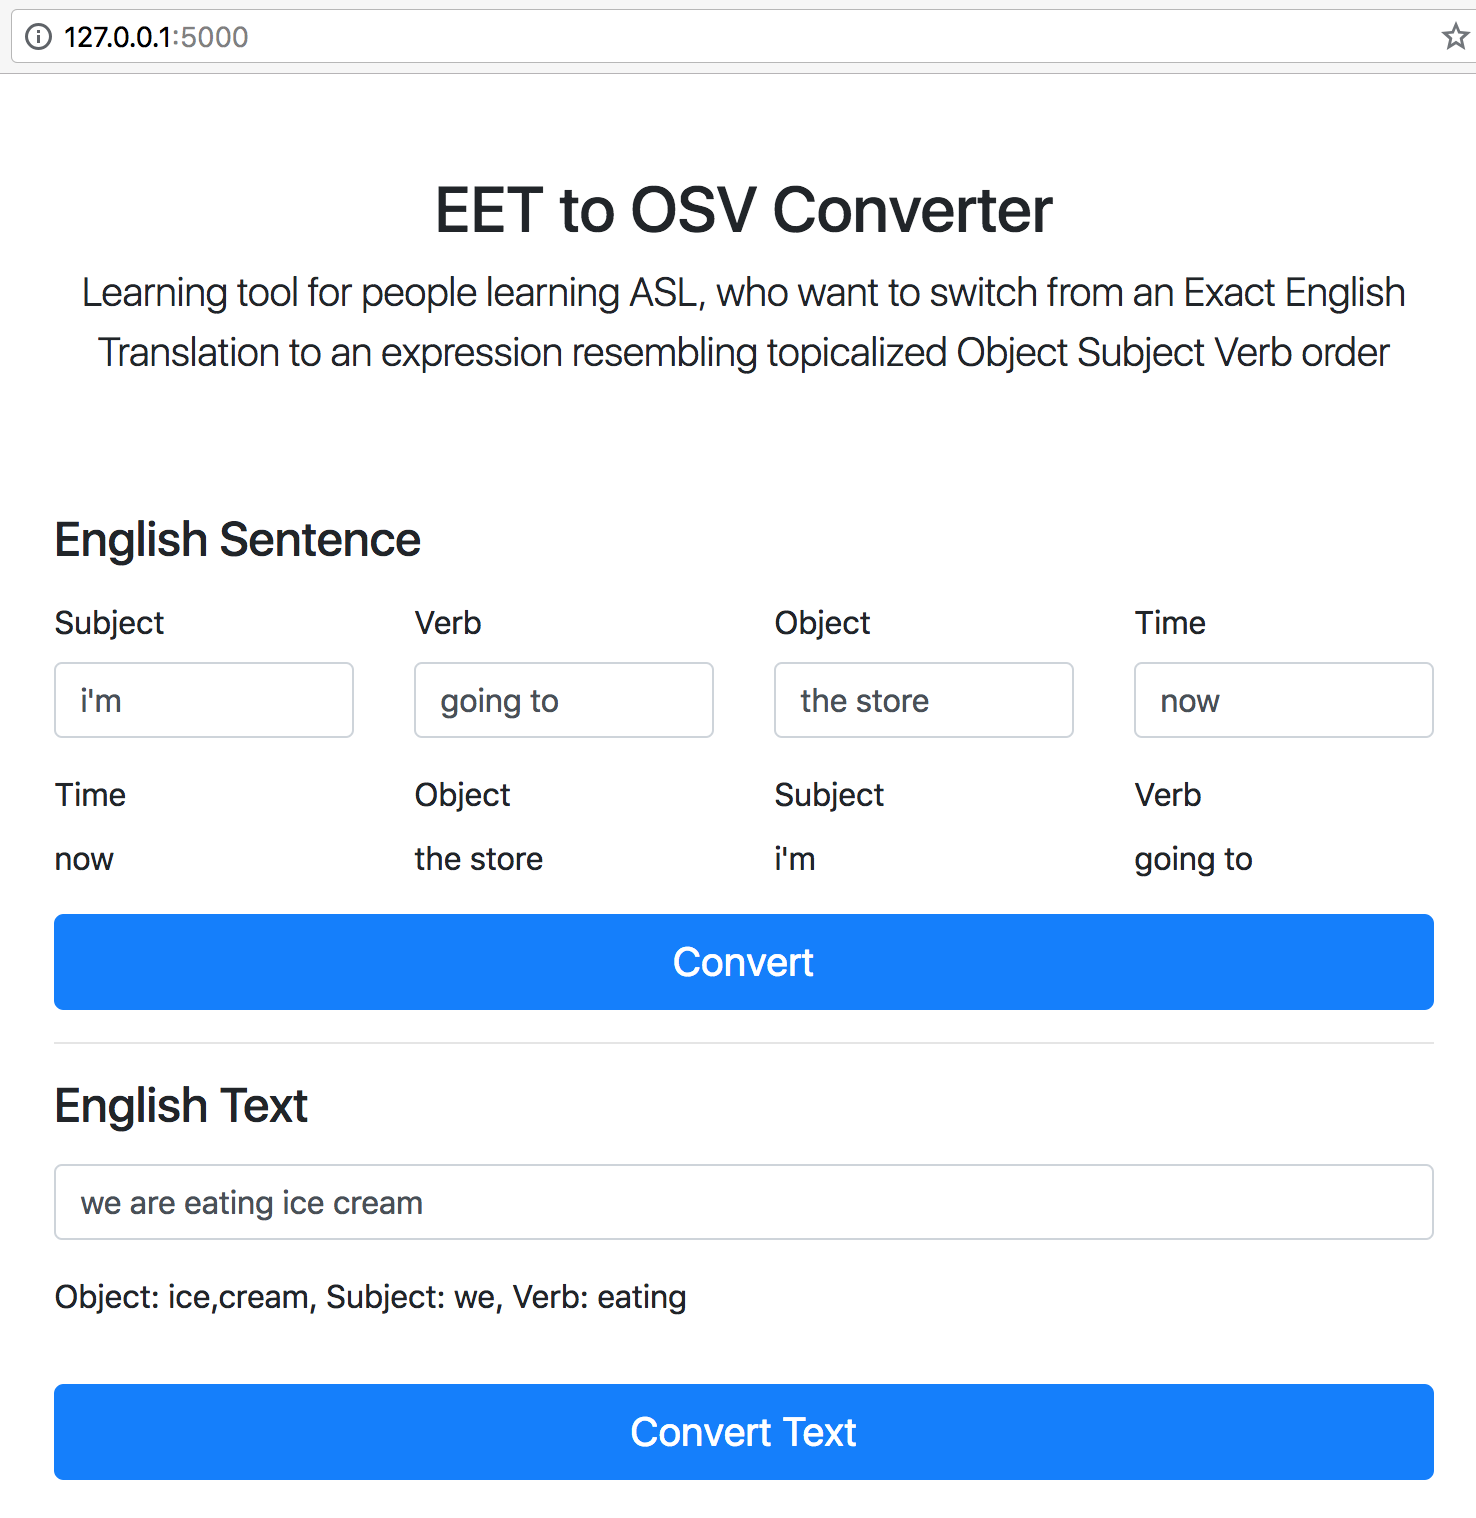 127.0.0.1:5000
EET to OSV Converter
Learning tool for people learning ASL, who want to switch from an Exact English
Translation to an expression resembling topicalized Object Subject Verb order
English Sentence
Subject Verb Object Time
i'm going to the store now
Time Object Subject Verb
now the store i'm going to
Convert
English Text
we are eating ice cream
Object: ice,cream, Subject: we, Verb: eating
Convert Text